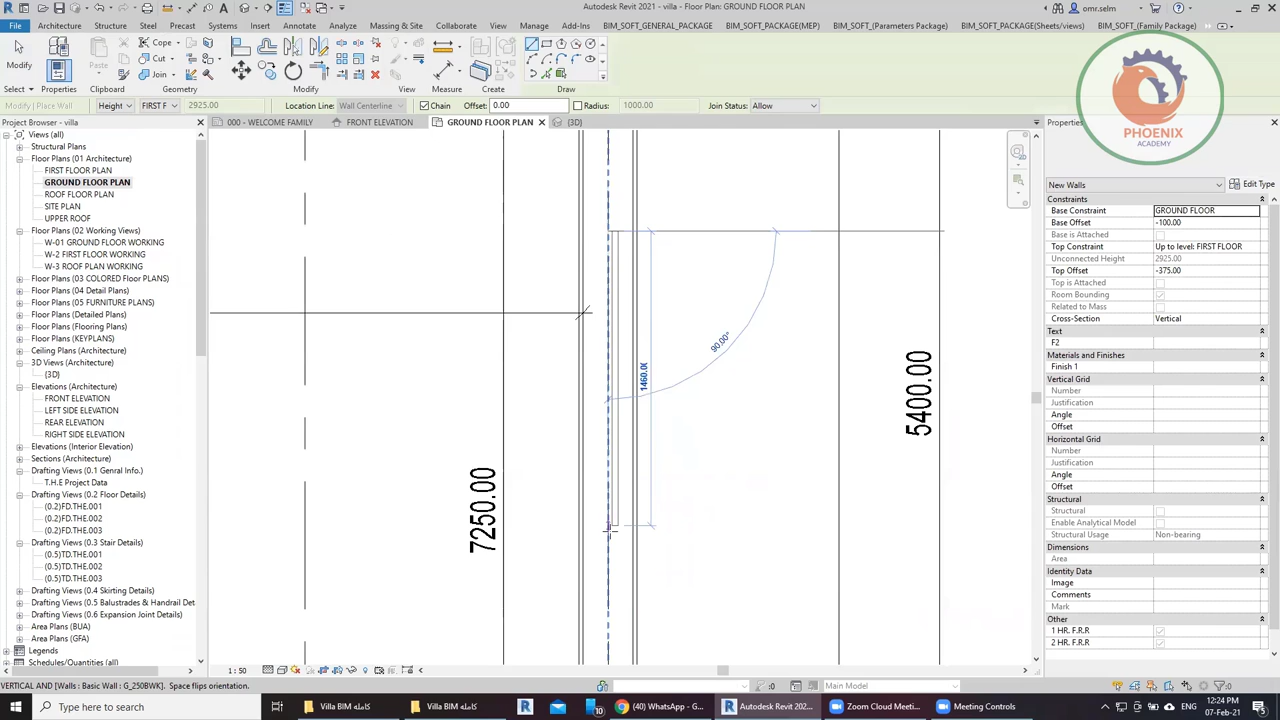 Autodesk Revit 2021 - villa - Floor Plan: GROUND FLOOR PLAN
omr.selm
File Architecture Structure Steel Precast Systems Insert Annotate Analyze Massing & Site Collaborate View Manage Add-Ins BIM_SOFT_GENERAL_PACKAGE BIM_SOFT_PACKAGE(MEP) BIM_SOFT_(Parameters Package) BIM_SOFT_PACKAGE(Sheets/views) BIM_SOFT_(Family Package)
Modify
Properties
Paste
Cope
Cut
Join
Select Properties Clipboard Geometry Modify View Measure Create Draw
Modify | Place Wall Height FIRST F 2925.00 Location Line: Wall Centerline Chain Offset: 0.00 Radius: 1000.00 Join Status: Allow
PHOENIX
ACADEMY
Project Browser - villa
000 - WELCOME FAMILY
FRONT ELEVATION
GROUND FLOOR PLAN
{3D}
Views (all)
Structural Plans
Floor Plans (01 Architecture)
FIRST FLOOR PLAN
GROUND FLOOR PLAN
ROOF FLOOR PLAN
SITE PLAN
UPPER ROOF
Floor Plans (02 Working Views)
W-01 GROUND FLOOR WORKING
W-2 FIRST FLOOR WORKING
W-3 ROOF PLAN WORKING
Floor Plans (03 COLORED Floor PLANS)
Floor Plans (04 Detail Plans)
Floor Plans (05 FURNITURE PLANS)
Floor Plans (Detailed Plans)
Floor Plans (Flooring Plans)
Floor Plans (KEYPLANS)
Ceiling Plans (Architecture)
3D Views (Architecture)
{3D}
Elevations (Architecture)
FRONT ELEVATION
LEFT SIDE ELEVATION
REAR ELEVATION
RIGHT SIDE ELEVATION
Elevations (Interior Elevation)
Sections (Architecture)
Drafting Views (0.1 Genral Info.)
T.H.E Project Data
Drafting Views (0.2 Floor Details)
(0.2)FD.THE.001
(0.2)FD.THE.002
(0.2)FD.THE.003
Drafting Views (0.3 Stair Details)
(0.5)TD.THE.001
(0.5)TD.THE.002
(0.5)TD.THE.003
Drafting Views (0.4 Skirting Details)
Drafting Views (0.5 Balustrades & Handrail Det
Drafting Views (0.6 Expansion Joint Details)
Area Plans (BUA)
Area Plans (GFA)
Legends
Schedules/Quantities (all)
7250.00
1460.0(
90.00°
5400.00
Properties
New Walls Edit Type
Constraints
Base Constraint GROUND FLOOR
Base Offset -100.00
Base is Attached
Top Constraint Up to level: FIRST FLOOR
Unconnected Height 2925.00
Top Offset -375.00
Top is Attached
Room Bounding
Related to Mass
Cross-Section Vertical
Text
F2
Materials and Finishes
Finish 1
Vertical Grid
Number
Justification
Angle
Offset
Horizontal Grid
Number
Justification
Angle
Offset
Structural
Structural
Enable Analytical Model
Structural Usage Non-bearing
Dimensions
Area
Identity Data
Image
Comments
Mark
Other
1 HR. F.R.R
2 HR. F.R.R
1 : 50
VERTICAL AND [Walls : Basic Wall : G_250BWK]. Space flips orientation.
:0
Main Model
:0
Type here to search
Villa BIM كاملة
Villa BIM كاملة
10
(40) WhatsApp - G...
Autodesk Revit 202...
Zoom Cloud Meeti...
Meeting Controls
ENG
12:24 PM
07-Feb-21